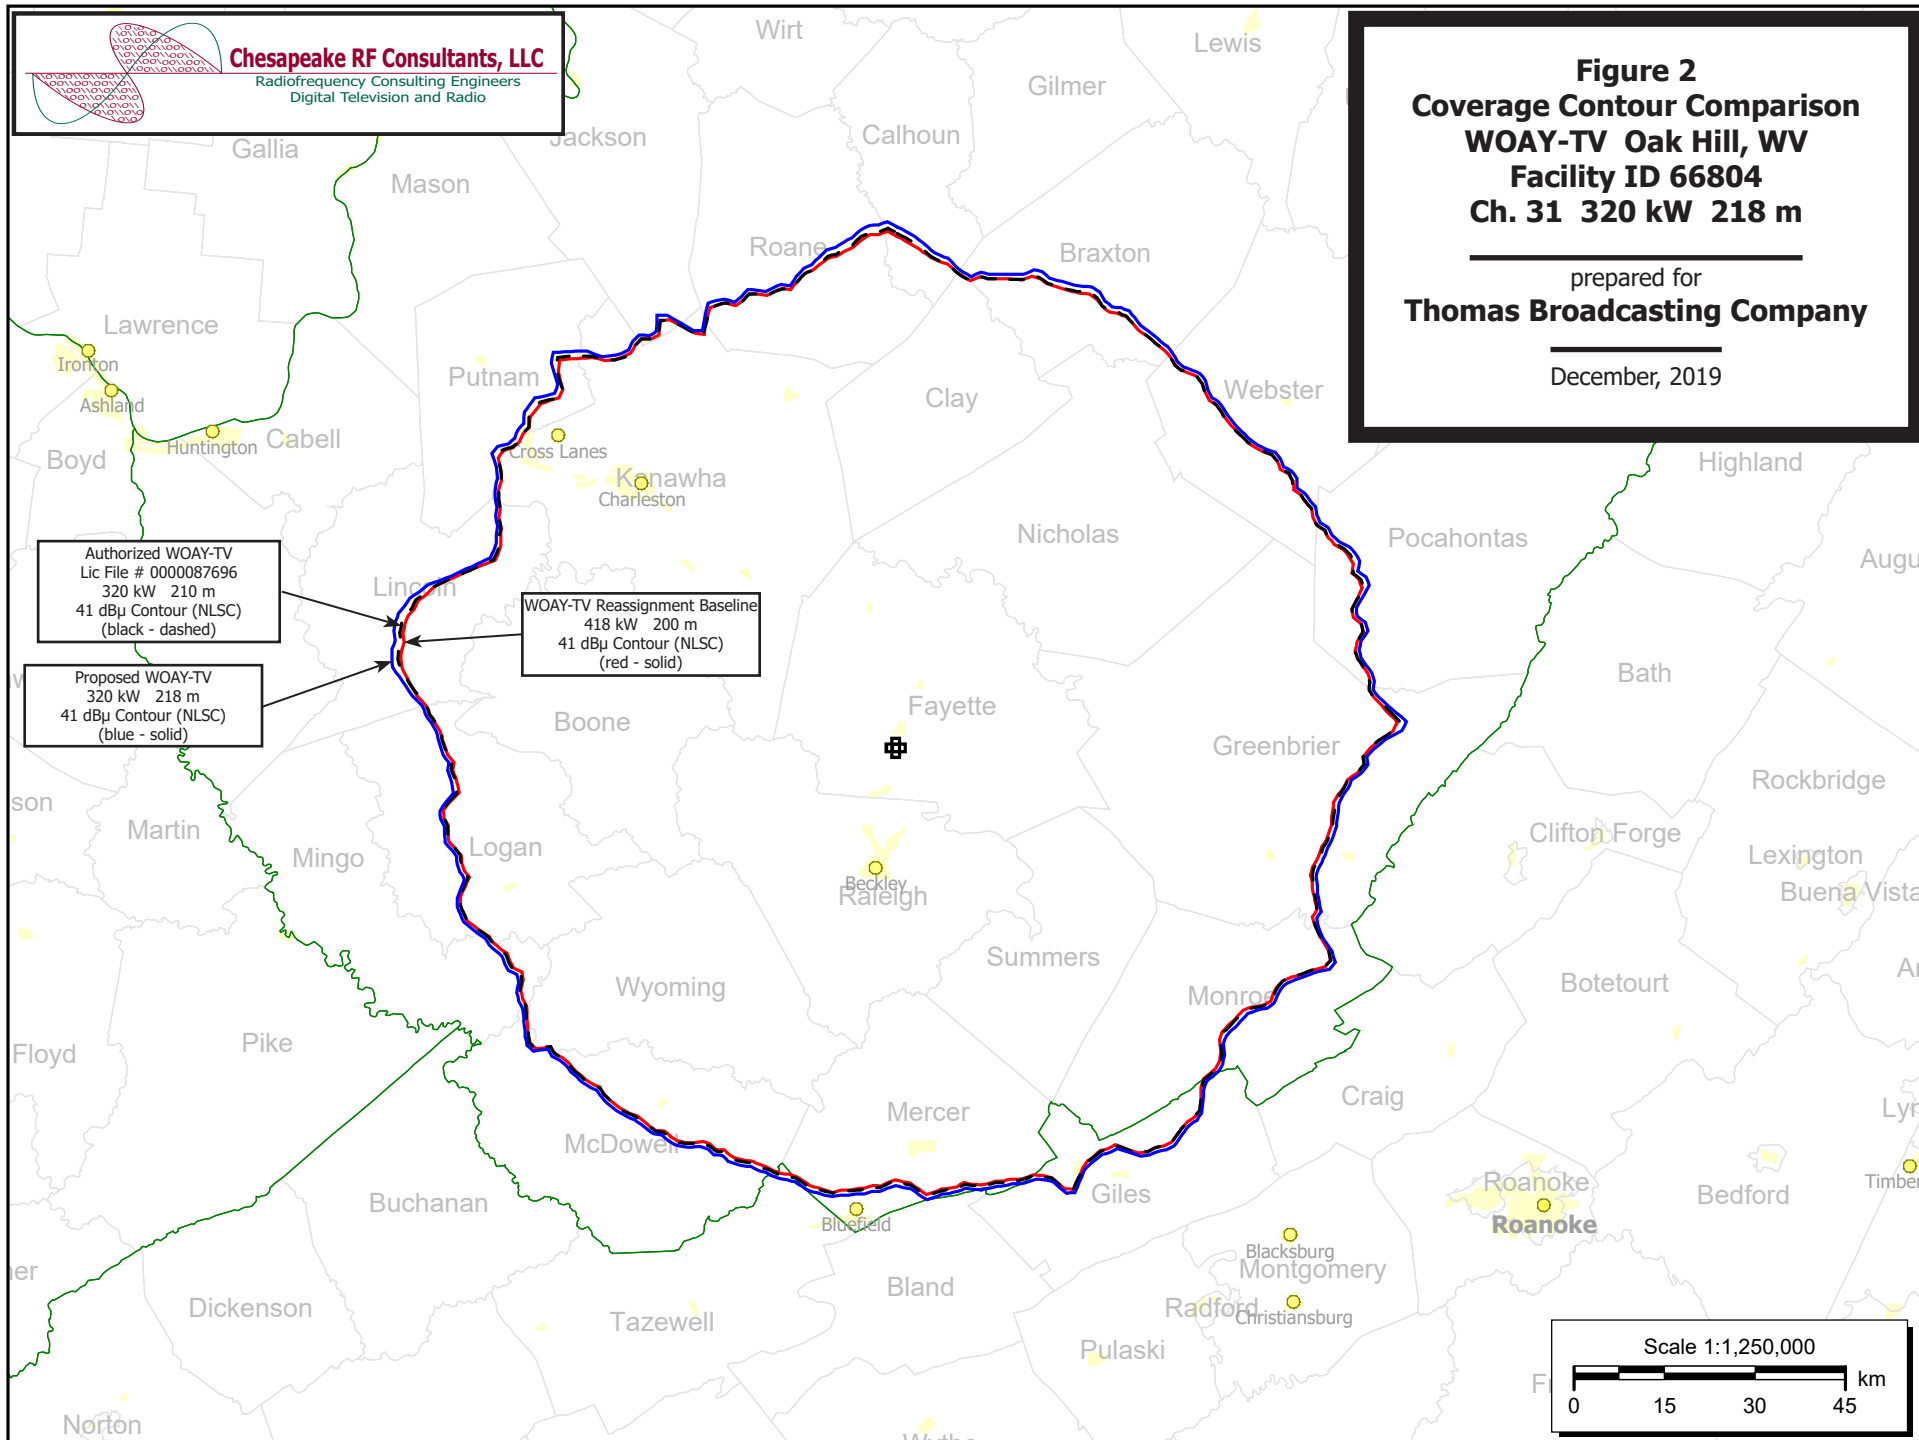 Chesapeake RF Consultants, LLC
Radiofrequency Consulting Engineers
Digital Television and Radio
Figure 2
Coverage Contour Comparison
WOAY-TV Oak Hill, WV
Facility ID 66804
Ch. 31 320 kW 218 m
prepared for
Thomas Broadcasting Company
December, 2019
Wirt
Lewis
Gilmer
Jackson
Calhoun
Gallia
Mason
Roane
Braxton
Lawrence
Ironton
Putnam
Clay
Webster
Ashland
Huntington
Cabell
Boyd
Cross Lanes
Kanawha
Charleston
Highland
Nicholas
Pocahontas
Augu
Authorized WOAY-TV
Lic File # 0000087696
320 kW 210 m
41 dBµ Contour (NLSC)
(black - dashed)
Lincoln
WOAY-TV Reassignment Baseline
418 kW 200 m
41 dBµ Contour (NLSC)
(red - solid)
Proposed WOAY-TV
320 kW 218 m
41 dBµ Contour (NLSC)
(blue - solid)
Bath
Boone
Fayette
Greenbrier
Rockbridge
son
Martin
Mingo
Logan
Clifton Forge
Lexington
Beckley
Raleigh
Buena Vista
Summers
Wyoming
Monroe
Botetourt
Floyd
Pike
Craig
Mercer
McDowell
Giles
Roanoke
Roanoke
Bedford
Timber
Buchanan
Bluefield
Blacksburg
Montgomery
ner
Bland
Dickenson
Tazewell
Radford
Christiansburg
Pulaski
Scale 1:1,250,000
km
0 15 30 45
Norton